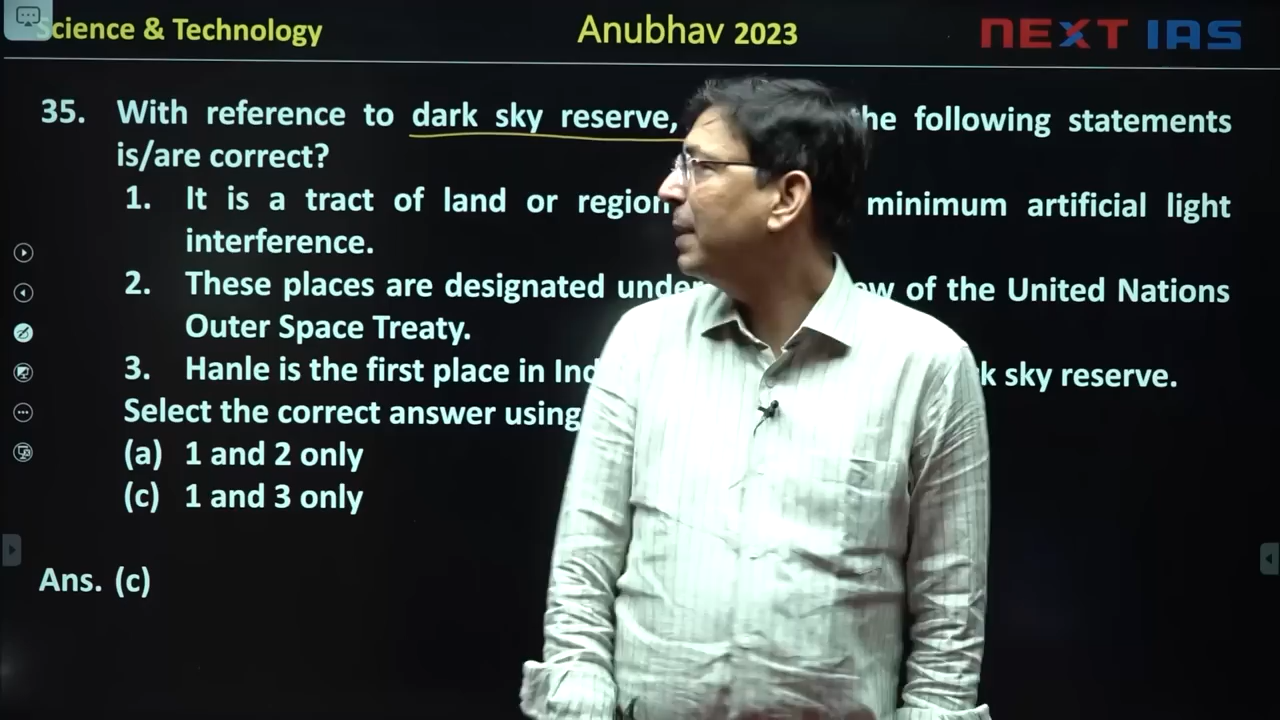 Science & Technology Anubhav 2023 NEXT IAS
35. With reference to dark sky reserve, the following statements
is/are correct?
1. It is a tract of land or region minimum artificial light
interference.
2. These places are designated under of the United Nations
Outer Space Treaty.
3. Hanle is the first place in sky reserve.
Select the correct answer using
(a) 1 and 2 only
(c) 1 and 3 only
Ans. (c)